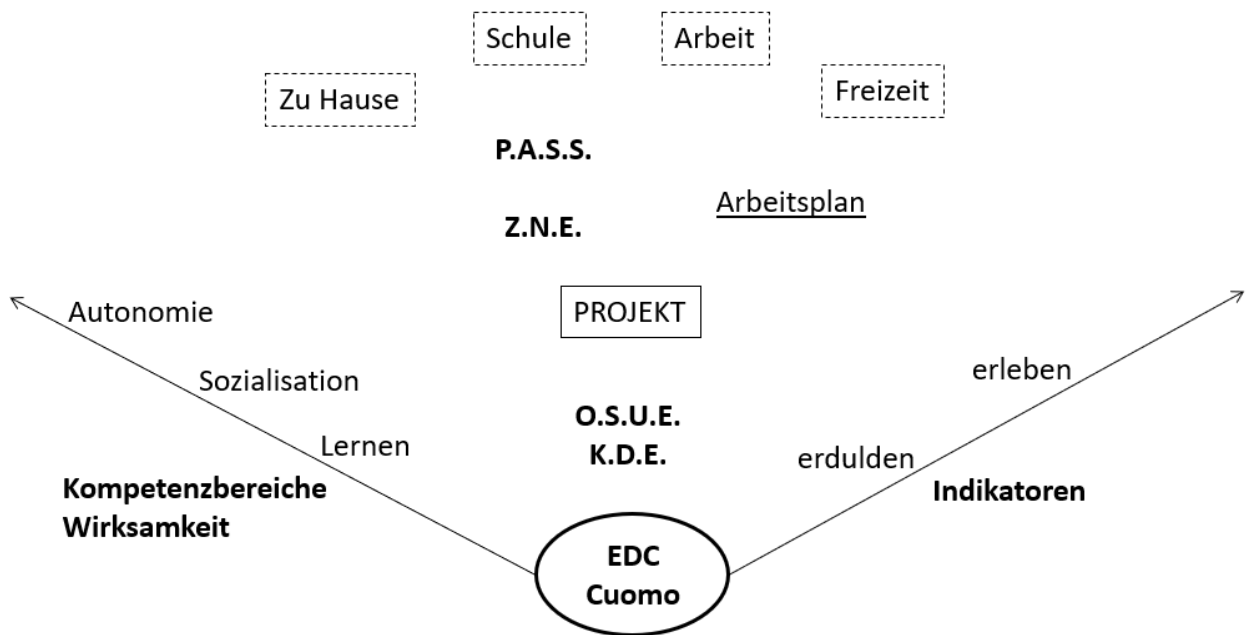 Schule
Arbeit
Zu Hause
Freizeit
P.A.S.S.
Arbeitsplan
Z.N.E.
Autonomie
PROJEKT
Sozialisation
erleben
O.S.U.E.
Lernen
K.D.E.
erdulden
Kompetenzbereiche
Wirksamkeit
Indikatoren
EDC
Cuomo